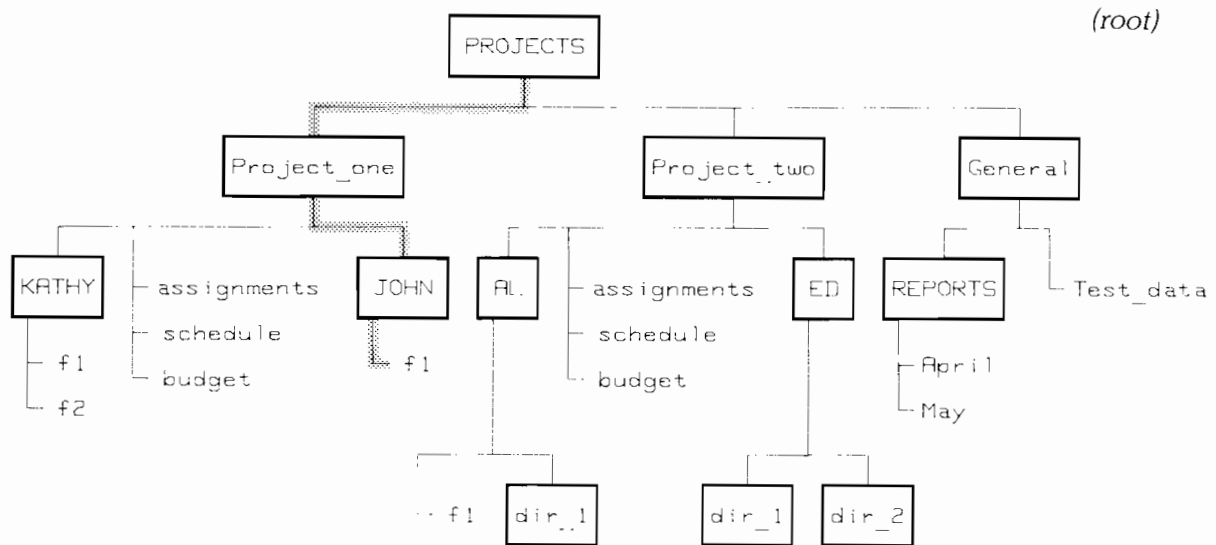 (root)
PROJECTS
Project_one Project_two General
KATHY assignments JOHN AL assignments ED REPORTS Test_data
schedule schedule
f1 budget f1 budget April
f2 May
f1 dir_1 dir_1 dir_2